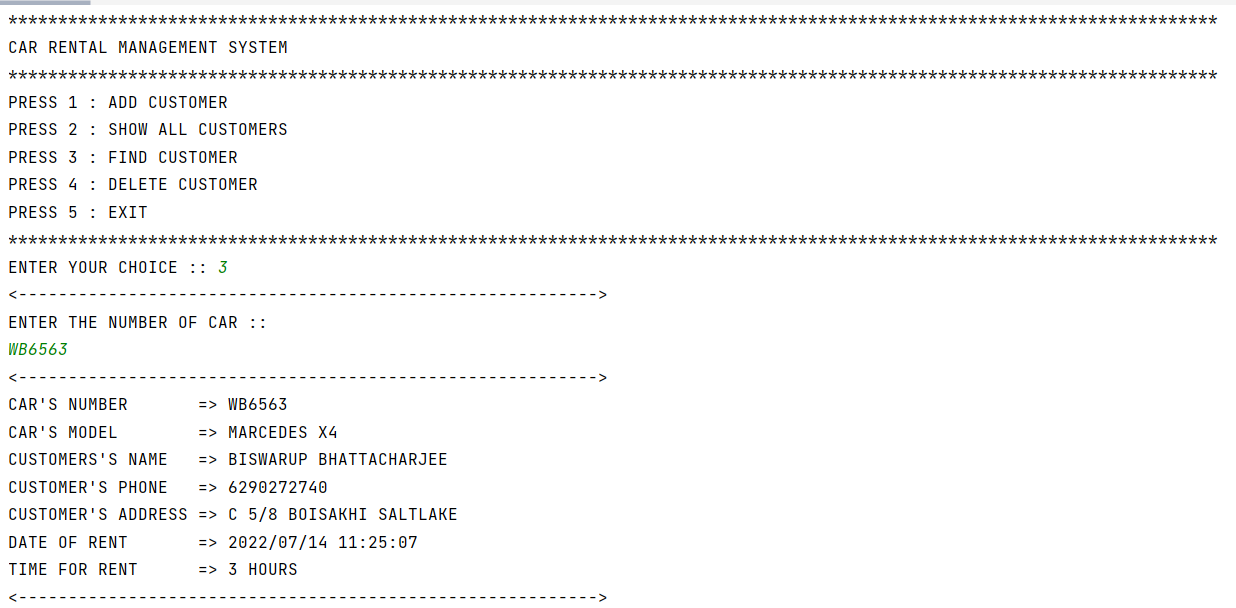 *************************************************************************************************************************
CAR RENTAL MANAGEMENT SYSTEM
*************************************************************************************************************************
PRESS 1 : ADD CUSTOMER
PRESS 2 : SHOW ALL CUSTOMERS
PRESS 3 : FIND CUSTOMER
PRESS 4 : DELETE CUSTOMER
PRESS 5 : EXIT
*************************************************************************************************************************
ENTER YOUR CHOICE :: 3
<---------------------------------------------------------->
ENTER THE NUMBER OF CAR ::
WB6563
<---------------------------------------------------------->
CAR'S NUMBER       => WB6563
CAR'S MODEL        => MARCEDES X4
CUSTOMERS'S NAME   => BISWARUP BHATTACHARJEE
CUSTOMER'S PHONE   => 6290272740
CUSTOMER'S ADDRESS => C 5/8 BOISAKHI SALTLAKE
DATE OF RENT       => 2022/07/14 11:25:07
TIME FOR RENT      => 3 HOURS
<---------------------------------------------------------->